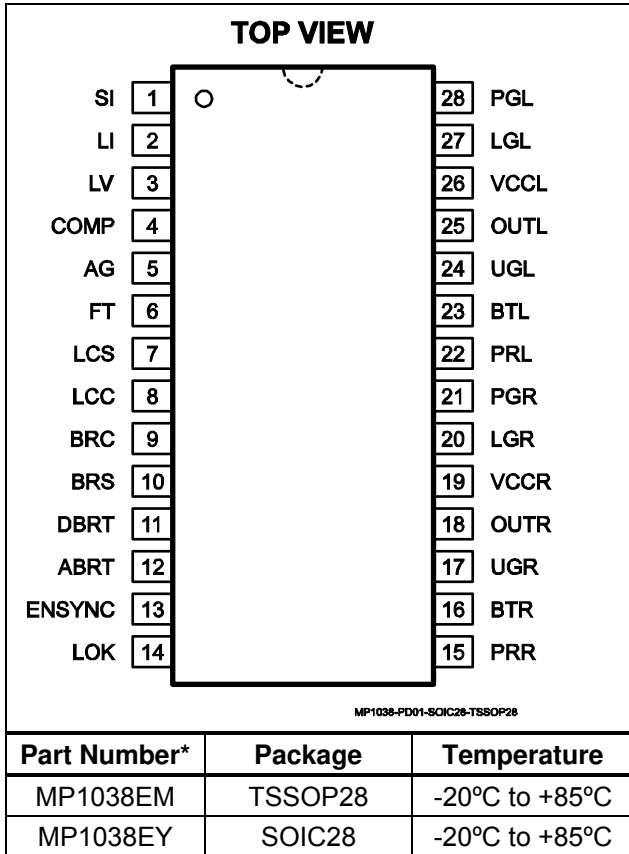 TOP VIEW
SI 1 28 PGL
LI 2 27 LGL
LV 3 26 VCCL
COMP 4 25 OUTL
AG 5 24 UGL
FT 6 23 BTL
LCS 7 22 PRL
LCC 8 21 PGR
BRC 9 20 LGR
BRS 10 19 VCCR
DBRT 11 18 OUTR
ABRT 12 17 UGR
ENSYNC 13 16 BTR
LOK 14 15 PRR
MP1038-PD01-SOIC28-TSSOP28
Part Number* Package Temperature
MP1038EM TSSOP28 -20ºC to +85ºC
MP1038EY SOIC28 -20ºC to +85ºC